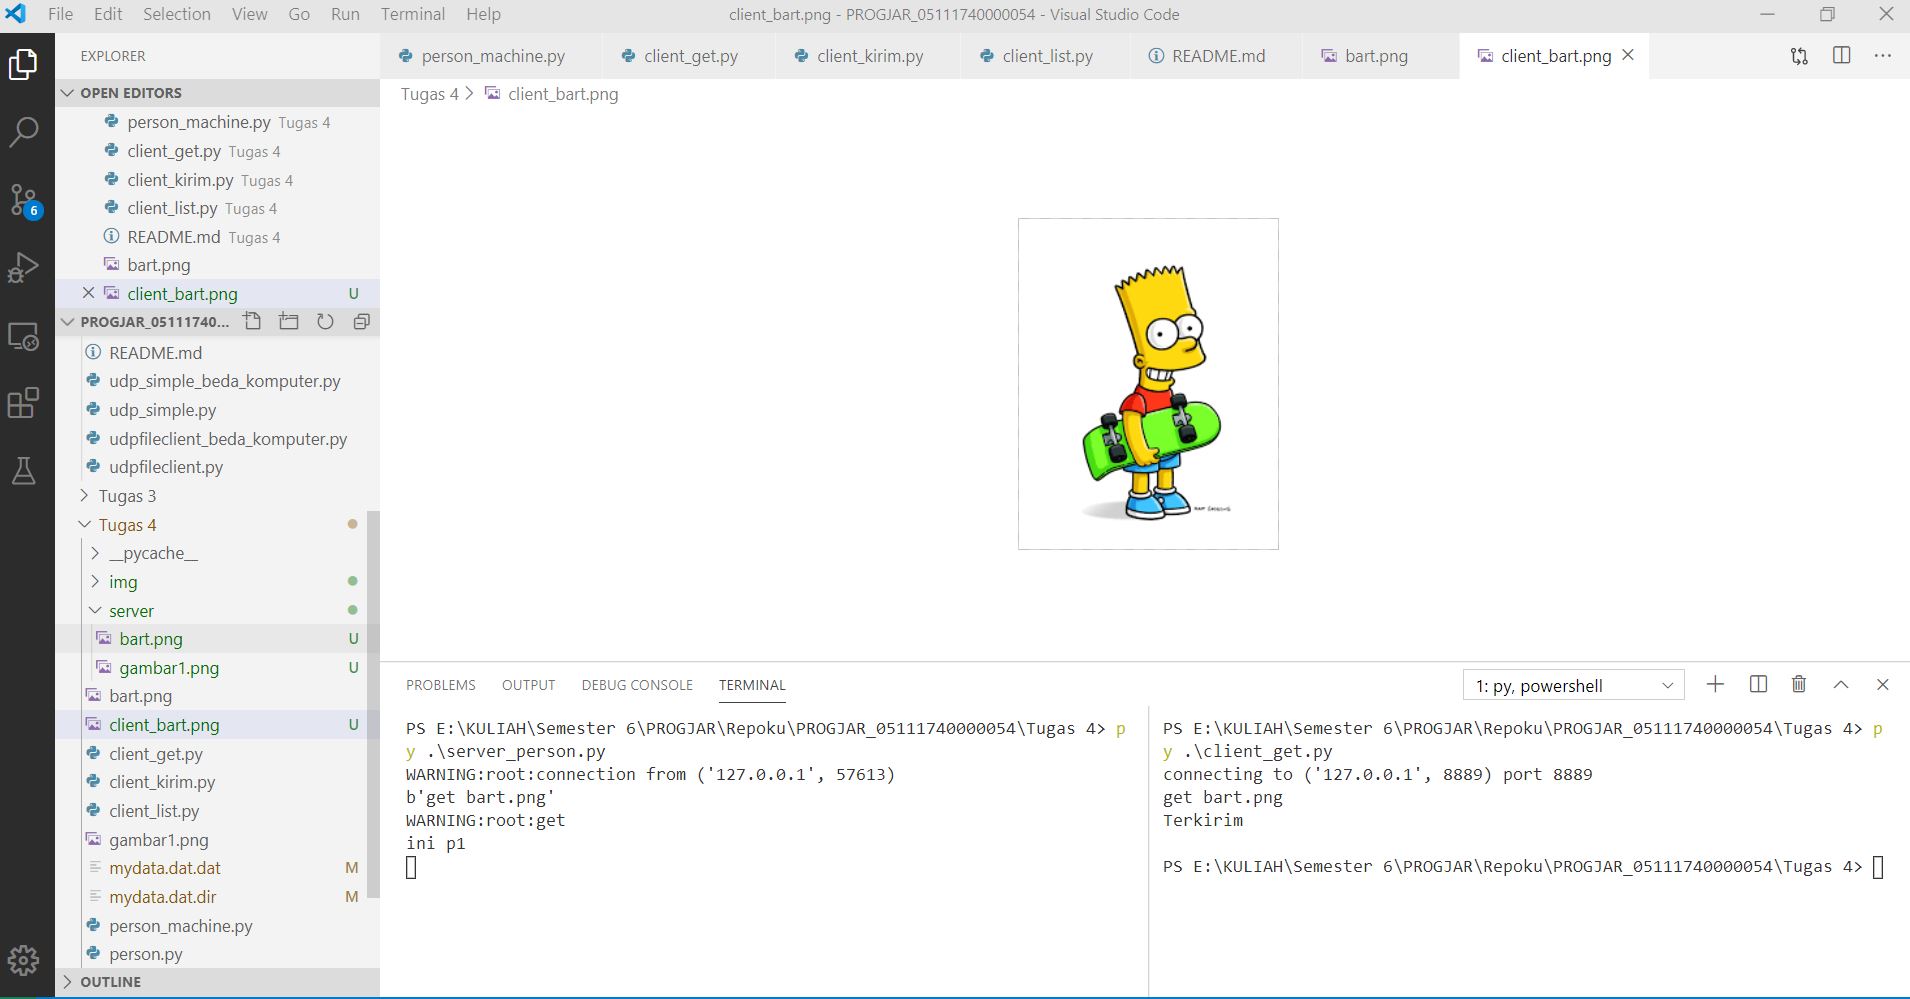 File Edit Selection View Go Run Terminal Help
client_bart.png - PROGJAR_05111740000054 - Visual Studio Code
EXPLORER
OPEN EDITORS
person_machine.py Tugas 4
client_get.py Tugas 4
client_kirim.py Tugas 4
client_list.py Tugas 4
README.md Tugas 4
bart.png
client_bart.png U
PROGJAR_05111740...
README.md
udp_simple_beda_komputer.py
udp_simple.py
udpfileclient_beda_komputer.py
udpfileclient.py
Tugas 3
Tugas 4
__pycache__
img
server
bart.png U
gambar1.png U
bart.png
client_bart.png U
client_get.py
client_kirim.py
client_list.py
gambar1.png
mydata.dat.dat M
mydata.dat.dir M
person_machine.py
person.py
OUTLINE
6
person_machine.py client_get.py client_kirim.py client_list.py README.md bart.png client_bart.png
Tugas 4 > client_bart.png
PROBLEMS OUTPUT DEBUG CONSOLE TERMINAL
1: py, powershell
PS E:\KULIAH\Semester 6\PROGJAR\Repoku\PROGJAR_05111740000054\Tugas 4> p
y .\server_person.py
WARNING:root:connection from ('127.0.0.1', 57613)
b'get bart.png'
WARNING:root:get
ini p1
PS E:\KULIAH\Semester 6\PROGJAR\Repoku\PROGJAR_05111740000054\Tugas 4> p
y .\client_get.py
connecting to ('127.0.0.1', 8889) port 8889
get bart.png
Terkirim
PS E:\KULIAH\Semester 6\PROGJAR\Repoku\PROGJAR_05111740000054\Tugas 4>